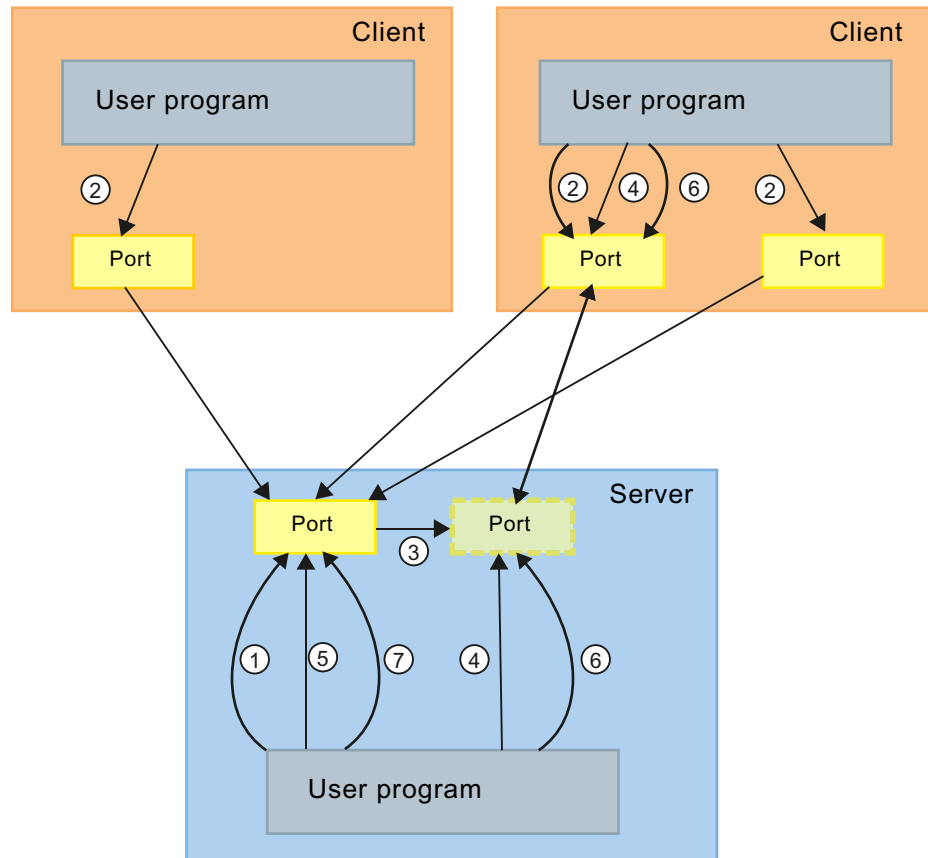 Client
User program
2
Port
Client
User program
2
4
6
2
Port
Port
Server
Port
3
Port
1
5
7
4
6
User program